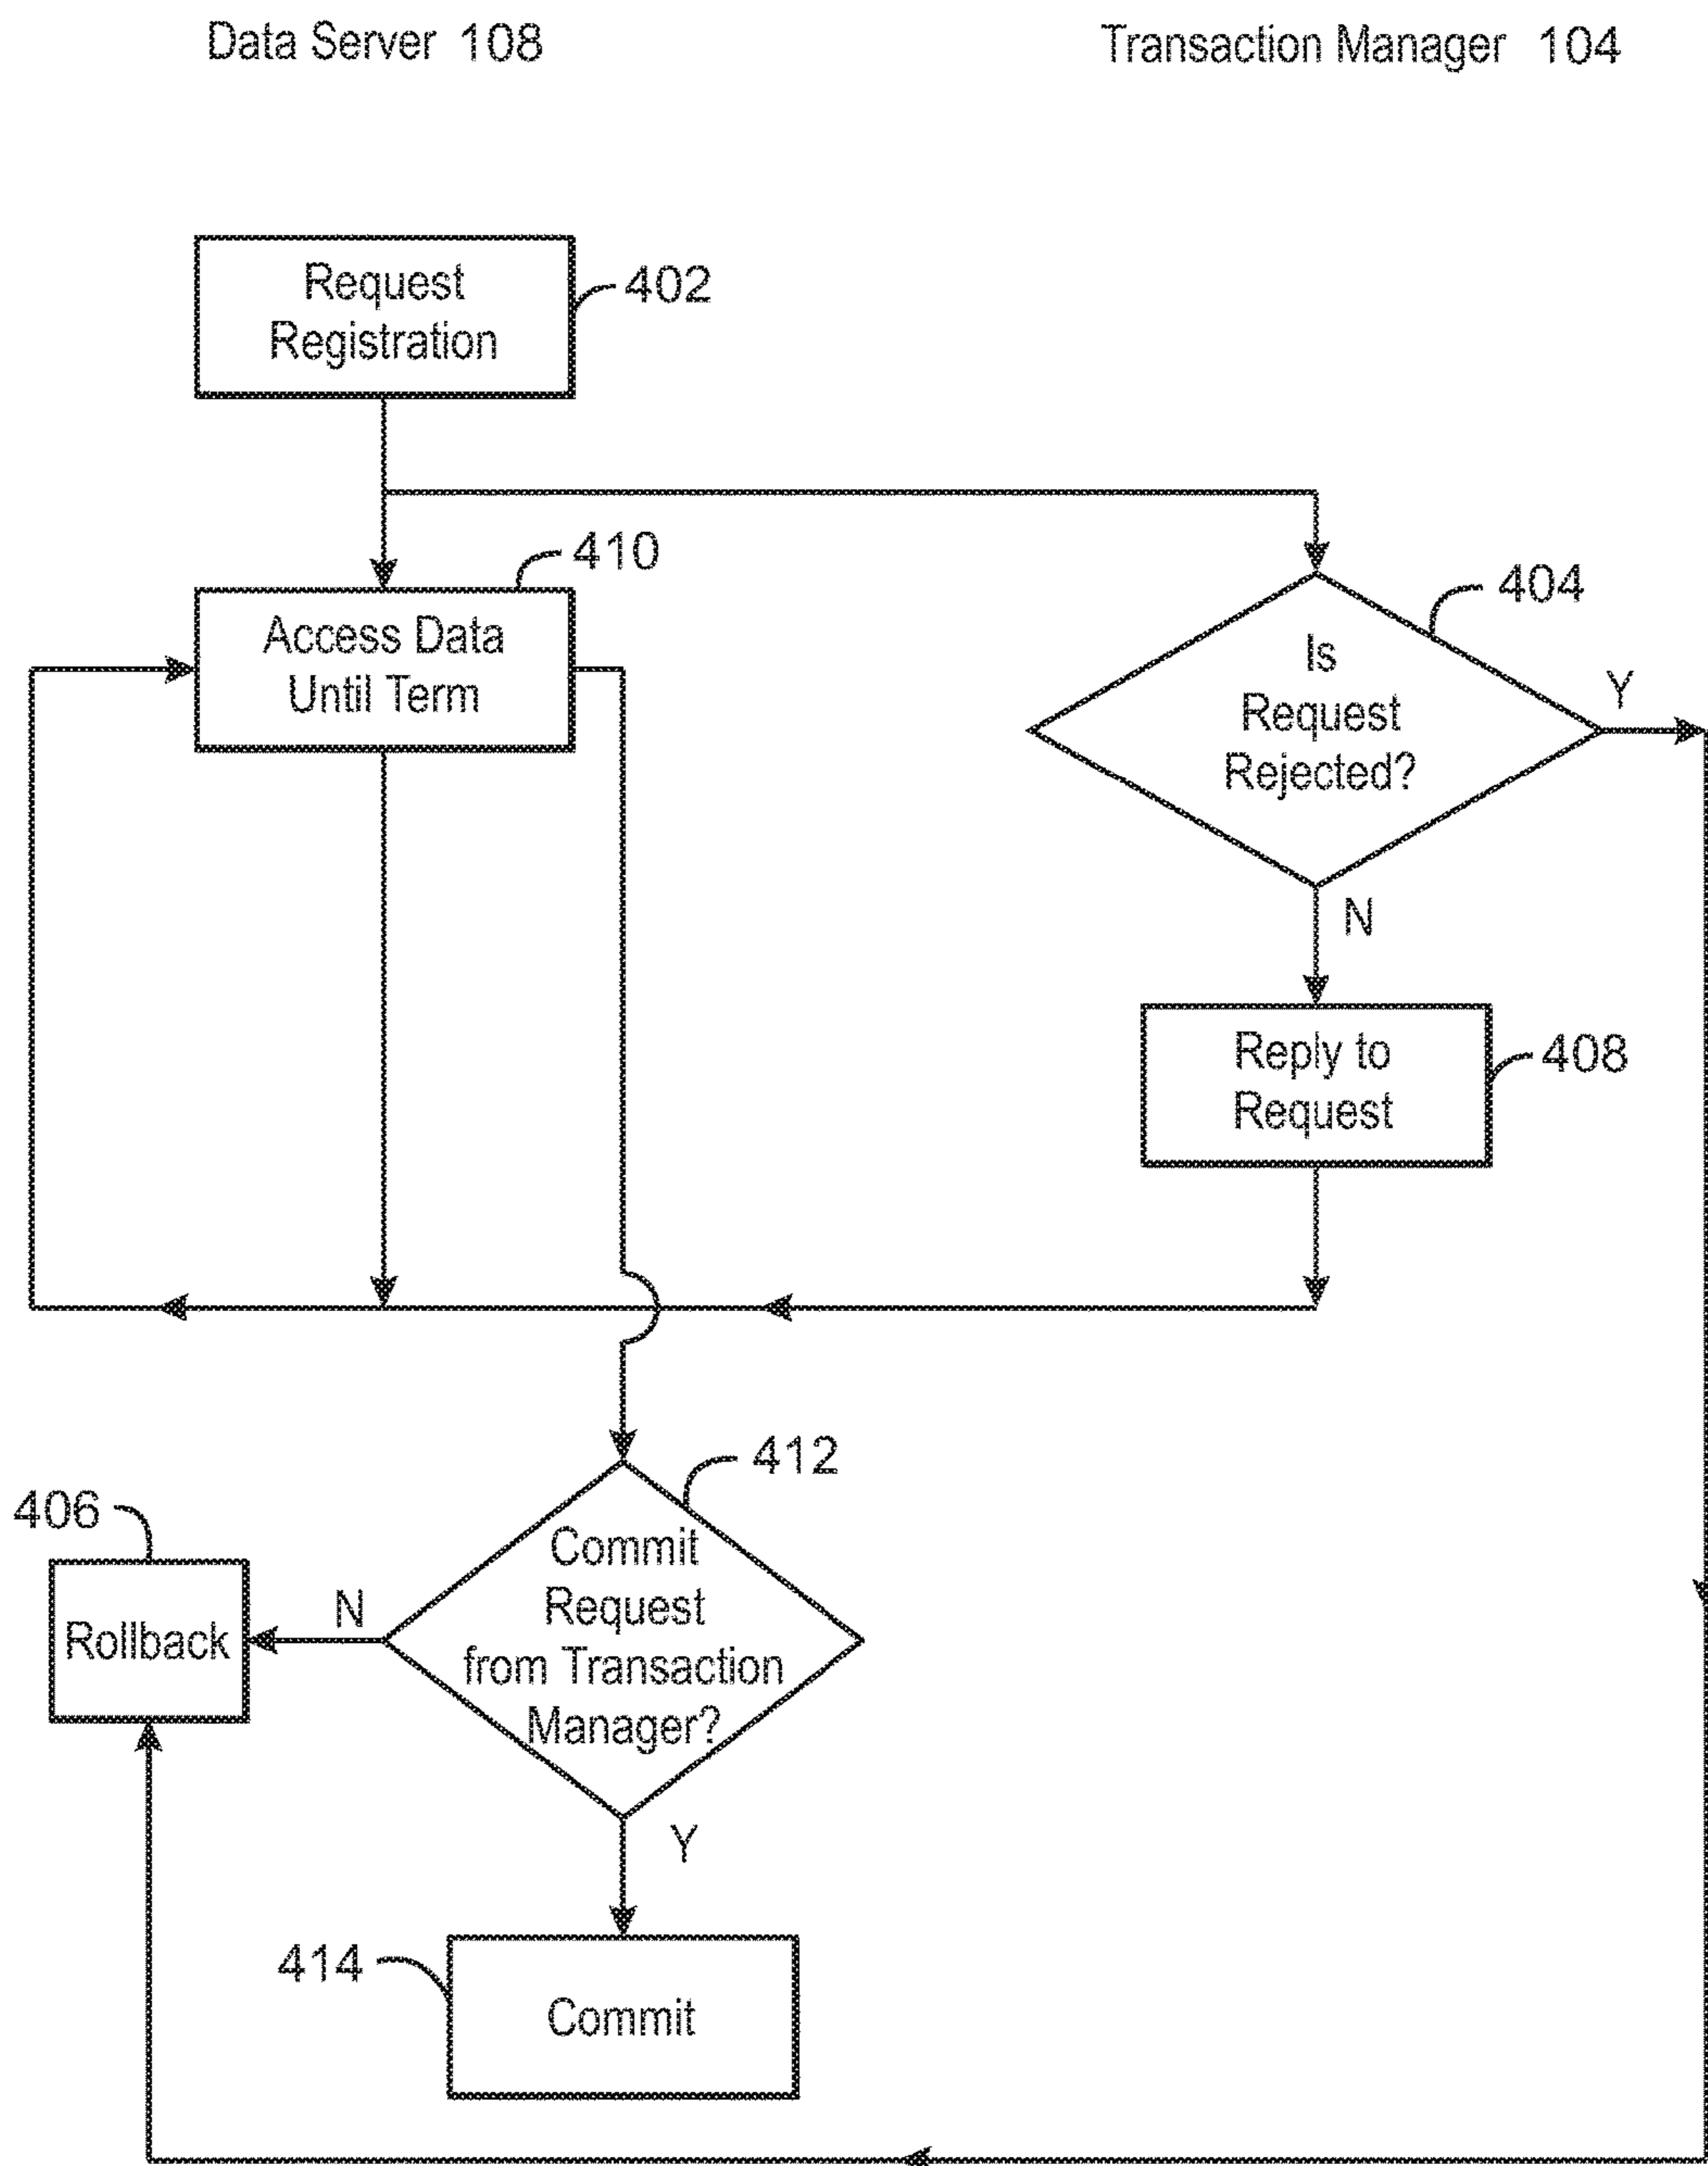 Data Server 108
Transaction Manager 104
Request
Registration
402
410
Access Data
Until Term
404
Is
Request
Rejected?
Y
N
Reply to
Request
408
412
406
Commit
Request
from Transaction
Manager?
N
Rollback
Y
414
Commit